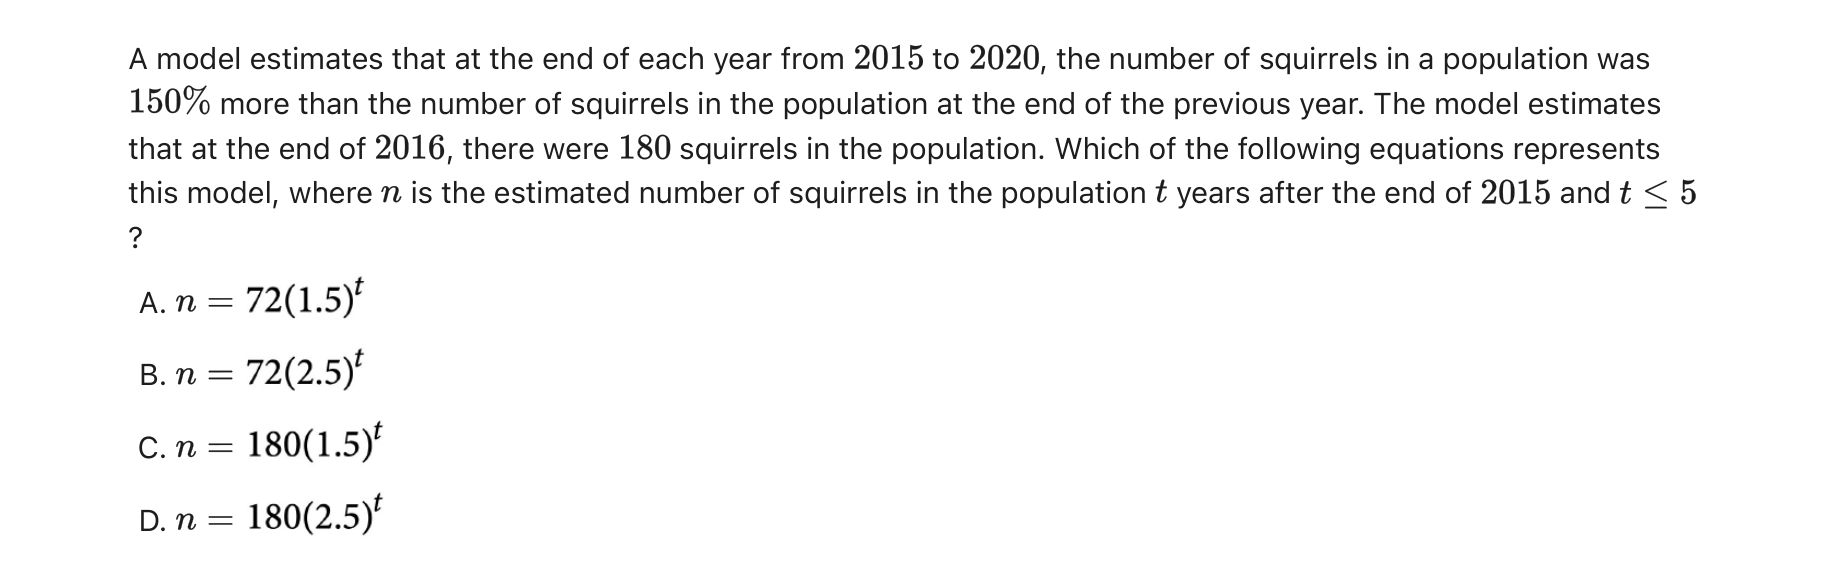 A model estimates that at the end of each year from 2015 to 2020, the number of squirrels in a population was
150% more than the number of squirrels in the population at the end of the previous year. The model estimates
that at the end of 2016, there were 180 squirrels in the population. Which of the following equations represents
this model, where n is the estimated number of squirrels in the population t years after the end of 2015 and t ≤ 5
?
A. n = 72(1.5)^t
B. n = 72(2.5)^t
C. n = 180(1.5)^t
D. n = 180(2.5)^t